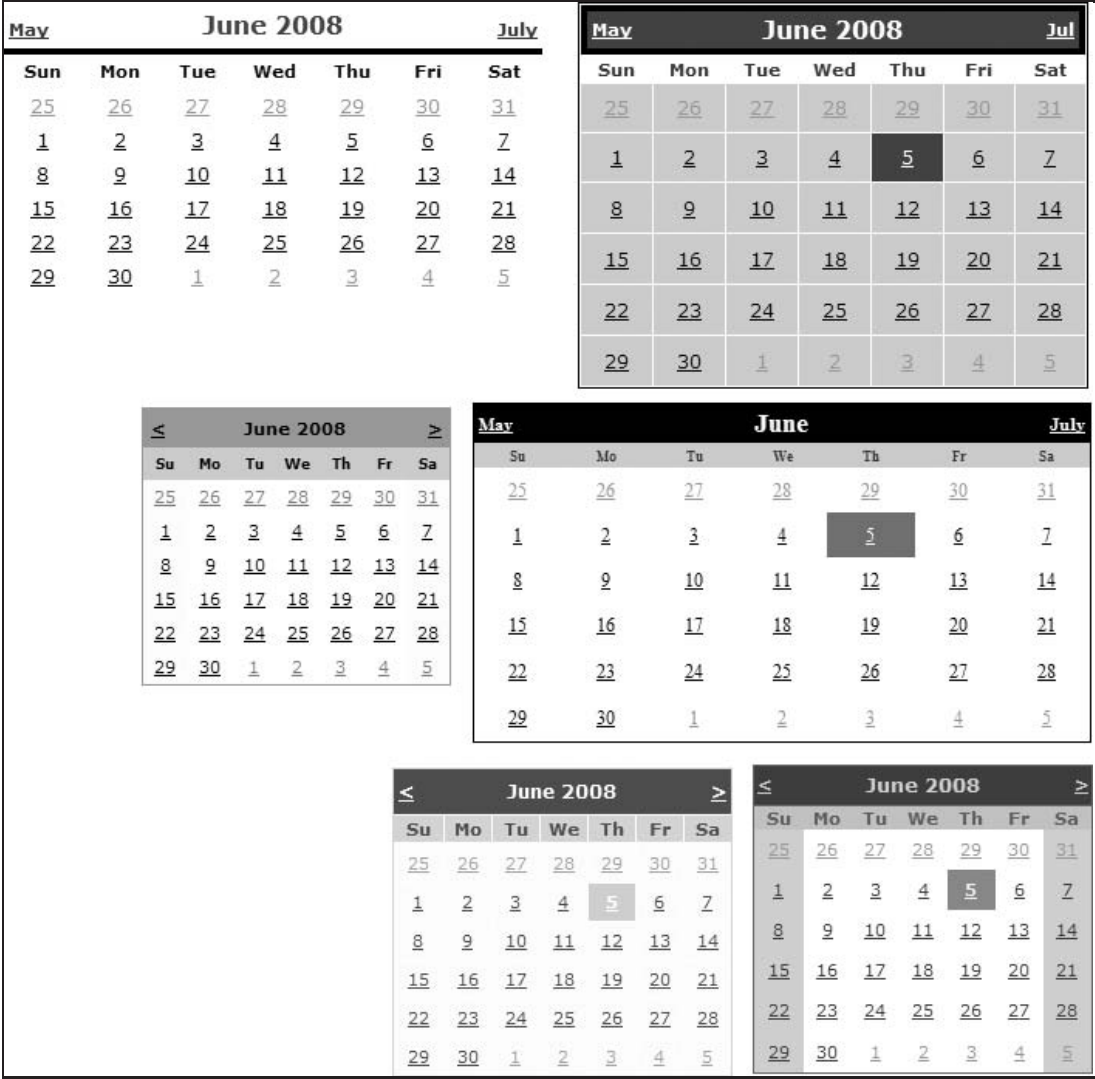 May June 2008 July
Sun Mon Tue Wed Thu Fri Sat
25 26 27 28 29 30 31
1 2 3 4 5 6 7
8 9 10 11 12 13 14
15 16 17 18 19 20 21
22 23 24 25 26 27 28
29 30 1 2 3 4 5
May June 2008 Jul
Sun Mon Tue Wed Thu Fri Sat
25 26 27 28 29 30 31
1 2 3 4 5 6 7
8 9 10 11 12 13 14
15 16 17 18 19 20 21
22 23 24 25 26 27 28
29 30 1 2 3 4 5
< June 2008 >
Su Mo Tu We Th Fr Sa
25 26 27 28 29 30 31
1 2 3 4 5 6 7
8 9 10 11 12 13 14
15 16 17 18 19 20 21
22 23 24 25 26 27 28
29 30 1 2 3 4 5
May June July
Su Mo Tu We Th Fr Sa
25 26 27 28 29 30 31
1 2 3 4 5 6 7
8 9 10 11 12 13 14
15 16 17 18 19 20 21
22 23 24 25 26 27 28
29 30 1 2 3 4 5
< June 2008 >
Su Mo Tu We Th Fr Sa
25 26 27 28 29 30 31
1 2 3 4 5 6 7
8 9 10 11 12 13 14
15 16 17 18 19 20 21
22 23 24 25 26 27 28
29 30 1 2 3 4 5
< June 2008 >
Su Mo Tu We Th Fr Sa
25 26 27 28 29 30 31
1 2 3 4 5 6 7
8 9 10 11 12 13 14
15 16 17 18 19 20 21
22 23 24 25 26 27 28
29 30 1 2 3 4 5